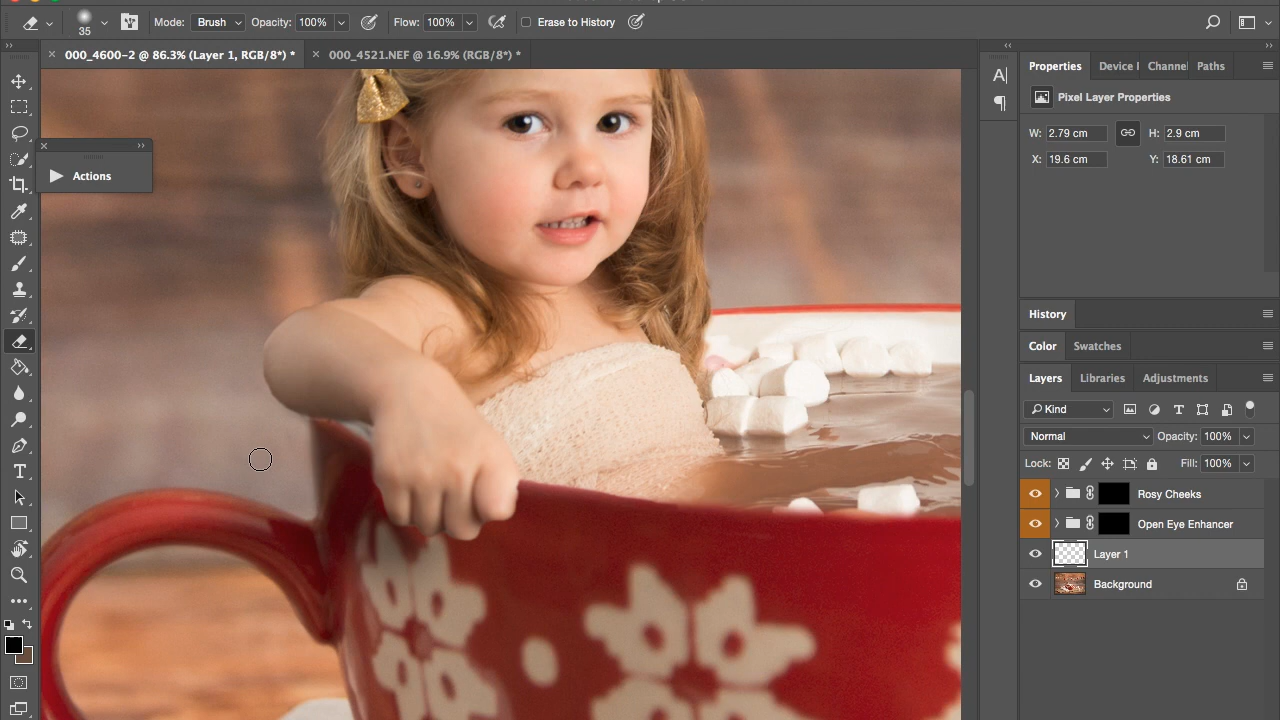 35 Mode: Brush Opacity: 100% Flow: 100% Erase to History
× 000_4600-2 @ 86.3% (Layer 1, RGB/8*) * × 000_4521.NEF @ 16.9% (RGB/8*) *
Actions
Properties Device Channel Paths
Pixel Layer Properties
W: 2.79 cm H: 2.9 cm
X: 19.6 cm Y: 18.61 cm
History
Color Swatches
Layers Libraries Adjustments
Kind
Normal Opacity: 100%
Lock: Fill: 100%
Rosy Cheeks
Open Eye Enhancer
Layer 1
Background